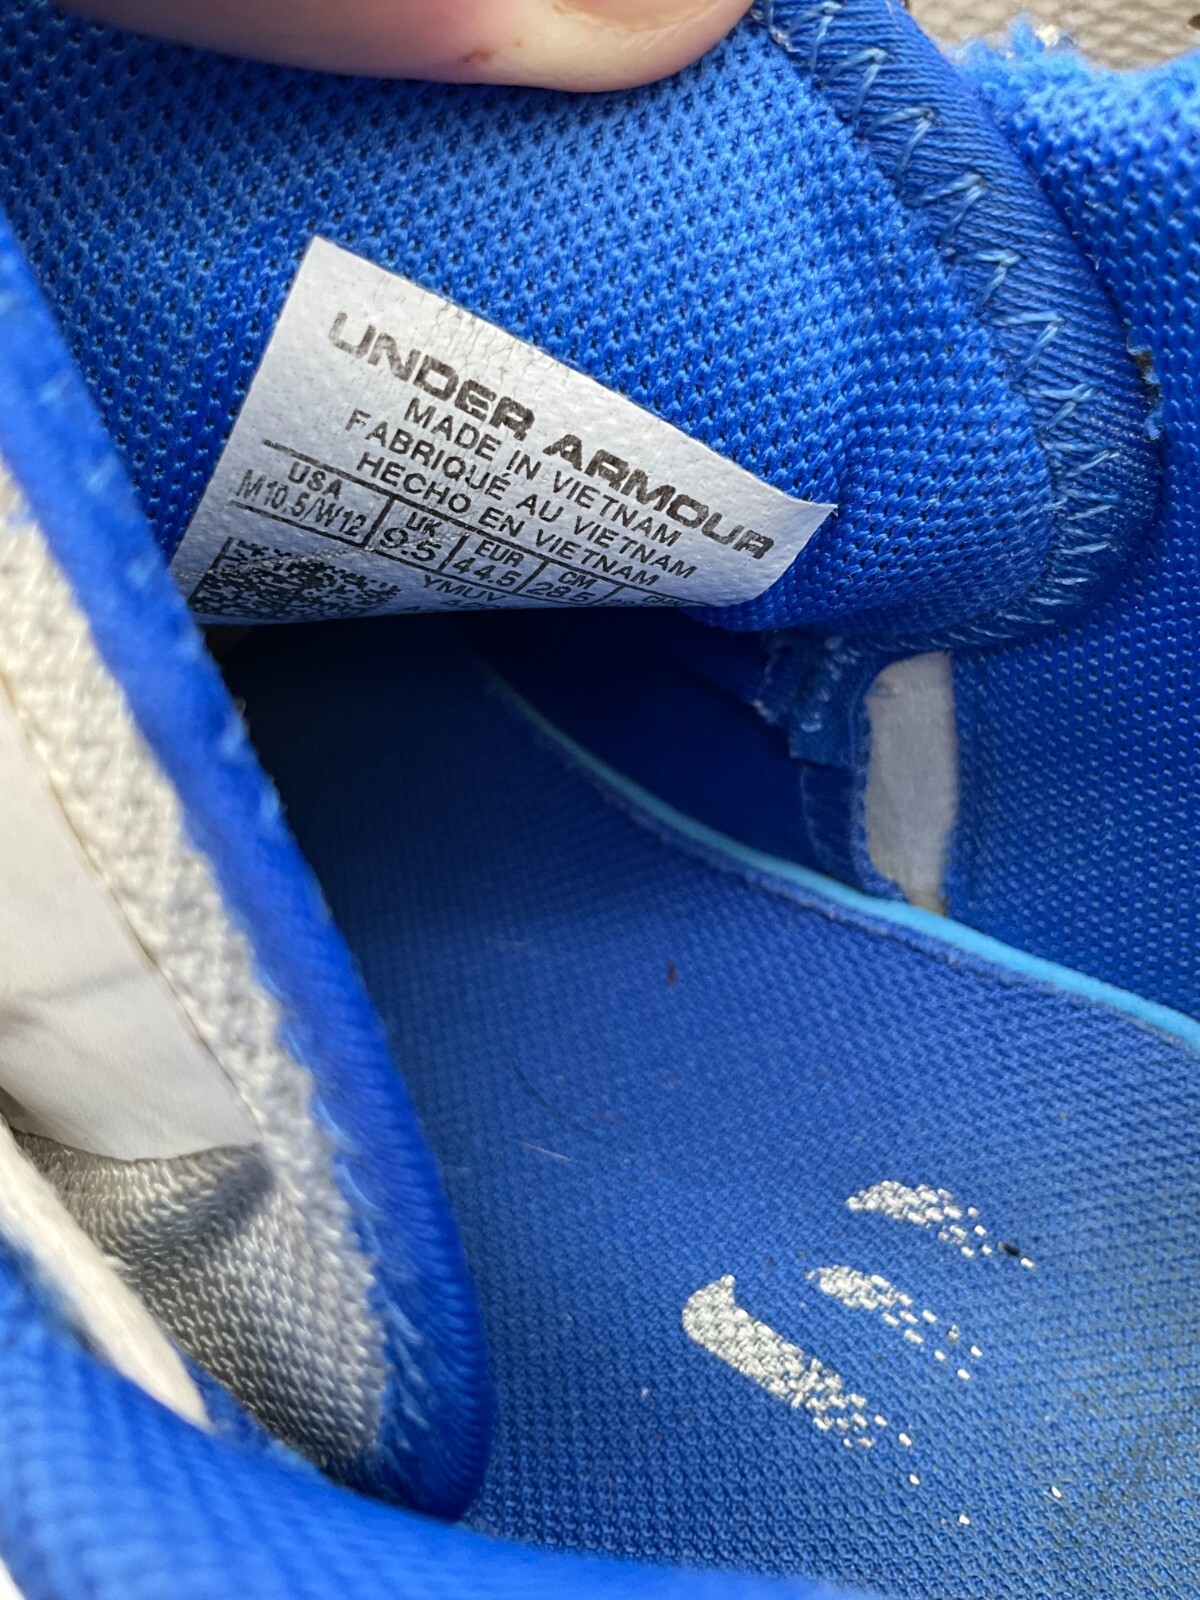 UNDER ARMOUR
MADE IN VIETNAM
FABRIQUÉ AU VIETNAM
HECHO EN VIETNAM
USA UK EUR CM
M10.5/W12 9.5 44.5 28.5
YMUV